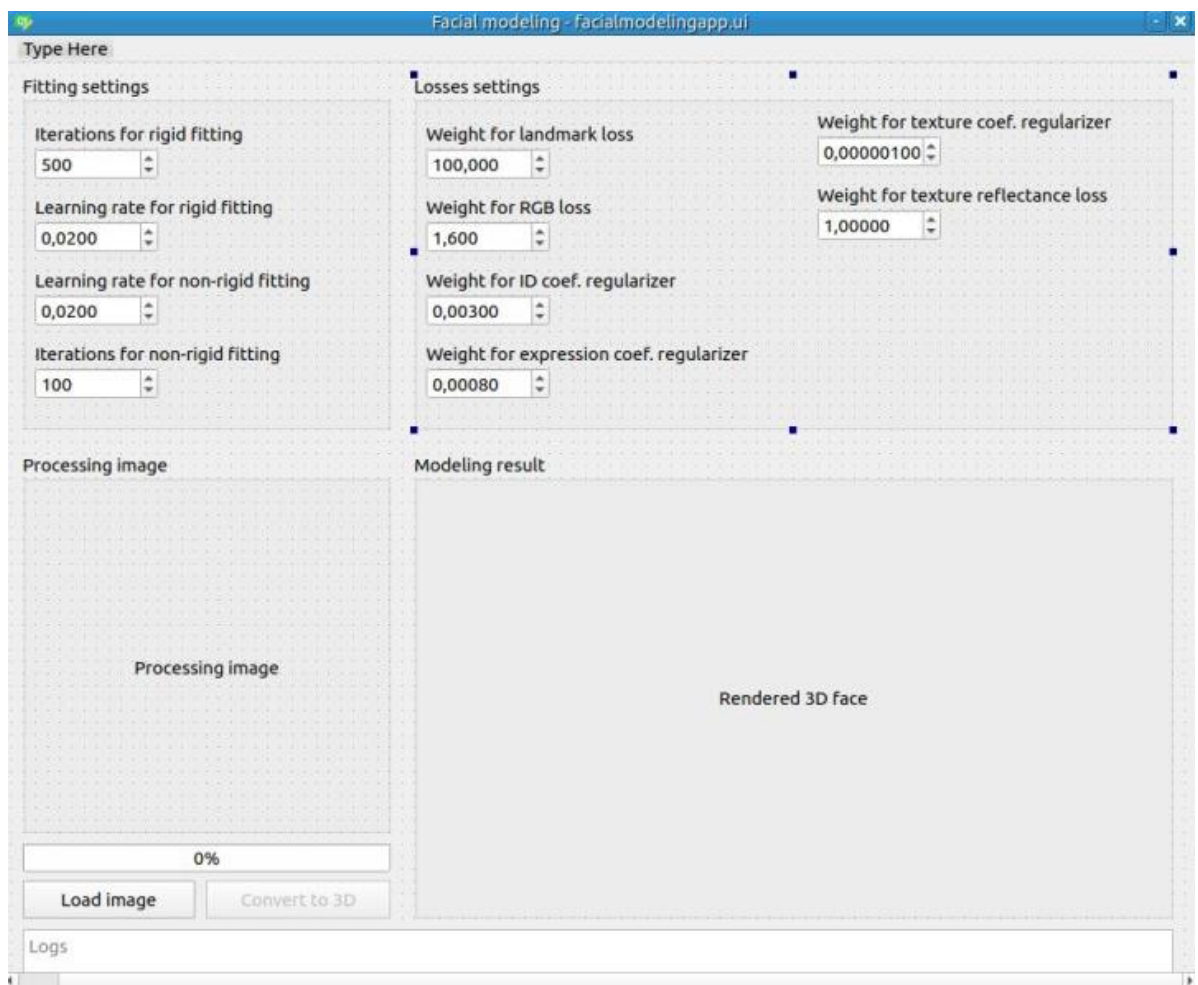 Facial modeling - facialmodelingapp.ui
Type Here
Fitting settings
Iterations for rigid fitting
500
Learning rate for rigid fitting
0,0200
Learning rate for non-rigid fitting
0,0200
Iterations for non-rigid fitting
100
Losses settings
Weight for landmark loss
100,000
Weight for RGB loss
1,600
Weight for ID coef. regularizer
0,00300
Weight for expression coef. regularizer
0,00080
Weight for texture coef. regularizer
0,00000100
Weight for texture reflectance loss
1,00000
Processing image
Processing image
0%
Load image
Convert to 3D
Modeling result
Rendered 3D face
Logs